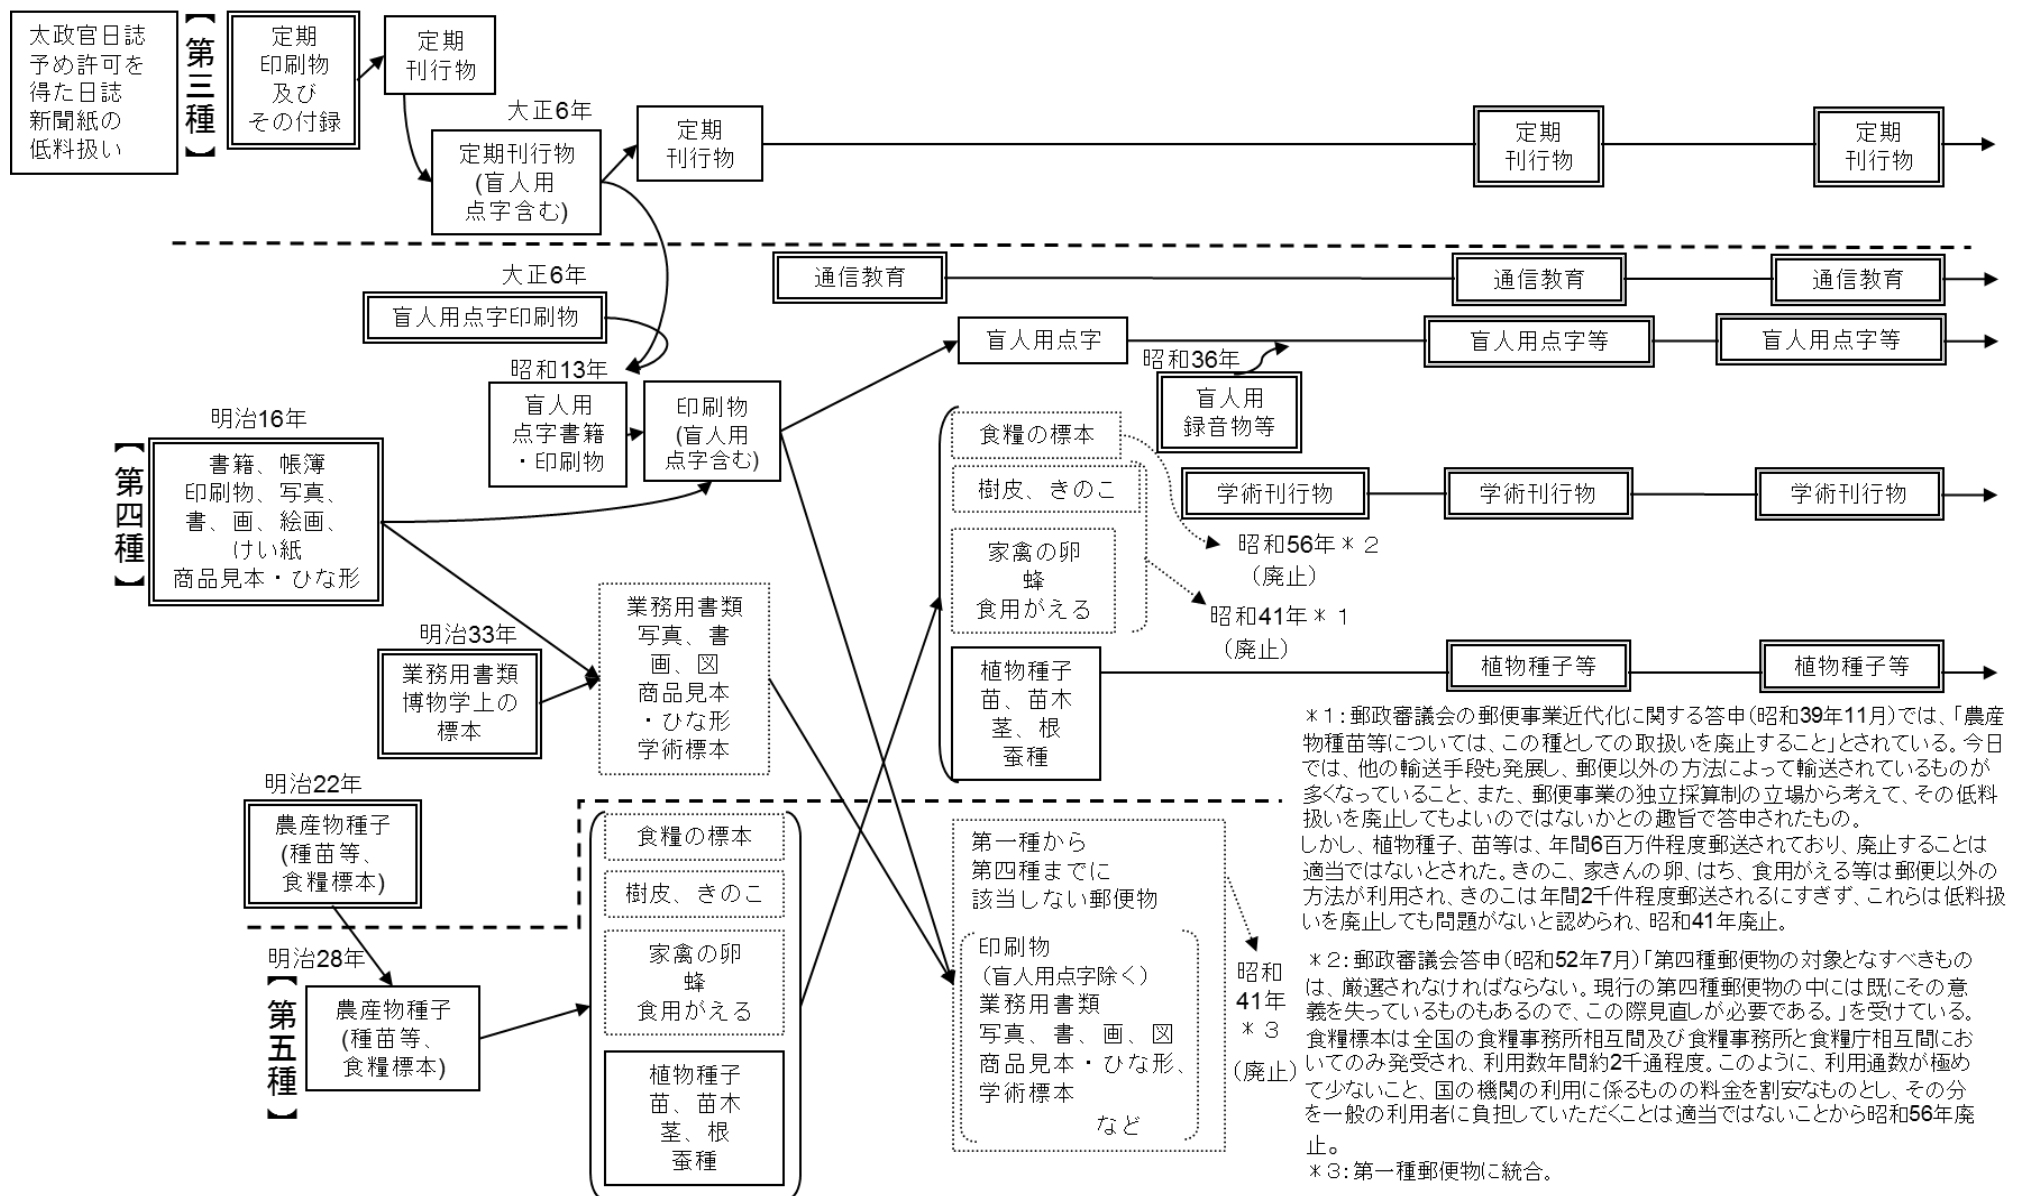 太政官日誌
予め許可を
得た日誌
新聞紙の
低料扱い
【第三種】
定期
印刷物
及び
その付録
定期
刊行物
大正6年
定期刊行物
(盲人用
点字含む)
定期
刊行物
定期
刊行物
定期
刊行物
大正6年
盲人用点字印刷物
通信教育
通信教育
通信教育
昭和13年
盲人用
点字書籍
・印刷物
印刷物
(盲人用
点字含む)
盲人用点字
昭和36年
盲人用
録音物等
盲人用点字等
盲人用点字等
明治16年
【第四種】
書籍、帳簿
印刷物、写真、
書、画、絵画、
けい紙
商品見本・ひな形
明治33年
業務用書類
博物学上の
標本
業務用書類
写真、書
画、図
商品見本
・ひな形
学術標本
食糧の標本
樹皮、きのこ
家禽の卵
蜂
食用がえる
植物種子
苗、苗木
茎、根
蚕種
学術刊行物
学術刊行物
学術刊行物
昭和56年＊2
（廃止）
昭和41年＊1
（廃止）
植物種子等
植物種子等
明治22年
農産物種子
(種苗等、
食糧標本)
明治28年
【第五種】
農産物種子
(種苗等、
食糧標本)
食糧の標本
樹皮、きのこ
家禽の卵
蜂
食用がえる
植物種子
苗、苗木
茎、根
蚕種
第一種から
第四種までに
該当しない郵便物
印刷物
（盲人用点字除く）
業務用書類
写真、書、画、図
商品見本・ひな形、
学術標本
など
昭和
41年
＊3
（廃止）
＊1：郵政審議会の郵便事業近代化に関する答申（昭和39年11月）では、「農産
物種苗等については、この種としての取扱いを廃止すること」とされている。今日
では、他の輸送手段も発展し、郵便以外の方法によって輸送されているものが
多くなっていること、また、郵便事業の独立採算制の立場から考えて、その低料
扱いを廃止してもよいのではないかとの趣旨で答申されたもの。
しかし、植物種子、苗等は、年間6百万件程度郵送されており、廃止することは
適当ではないとされた。きのこ、家きんの卵、はち、食用がえる等は郵便以外の
方法が利用され、きのこは年間2千件程度郵送されるにすぎず、これらは低料扱
いを廃止しても問題がないと認められ、昭和41年廃止。
＊2：郵政審議会答申（昭和52年7月）「第四種郵便物の対象となすべきもの
は、厳選されなければならない。現行の第四種郵便物の中には既にその意
義を失っているものもあるので、この際見直しが必要である。」を受けている。
食糧標本は全国の食糧事務所相互間及び食糧事務所と食糧庁相互間にお
いてのみ発受され、利用数年間約2千通程度。このように、利用通数が極め
て少ないこと、国の機関の利用に係るものの料金を割安なものとし、その分
を一般の利用者に負担していただくことは適当ではないことから昭和56年廃
止。
＊3：第一種郵便物に統合。